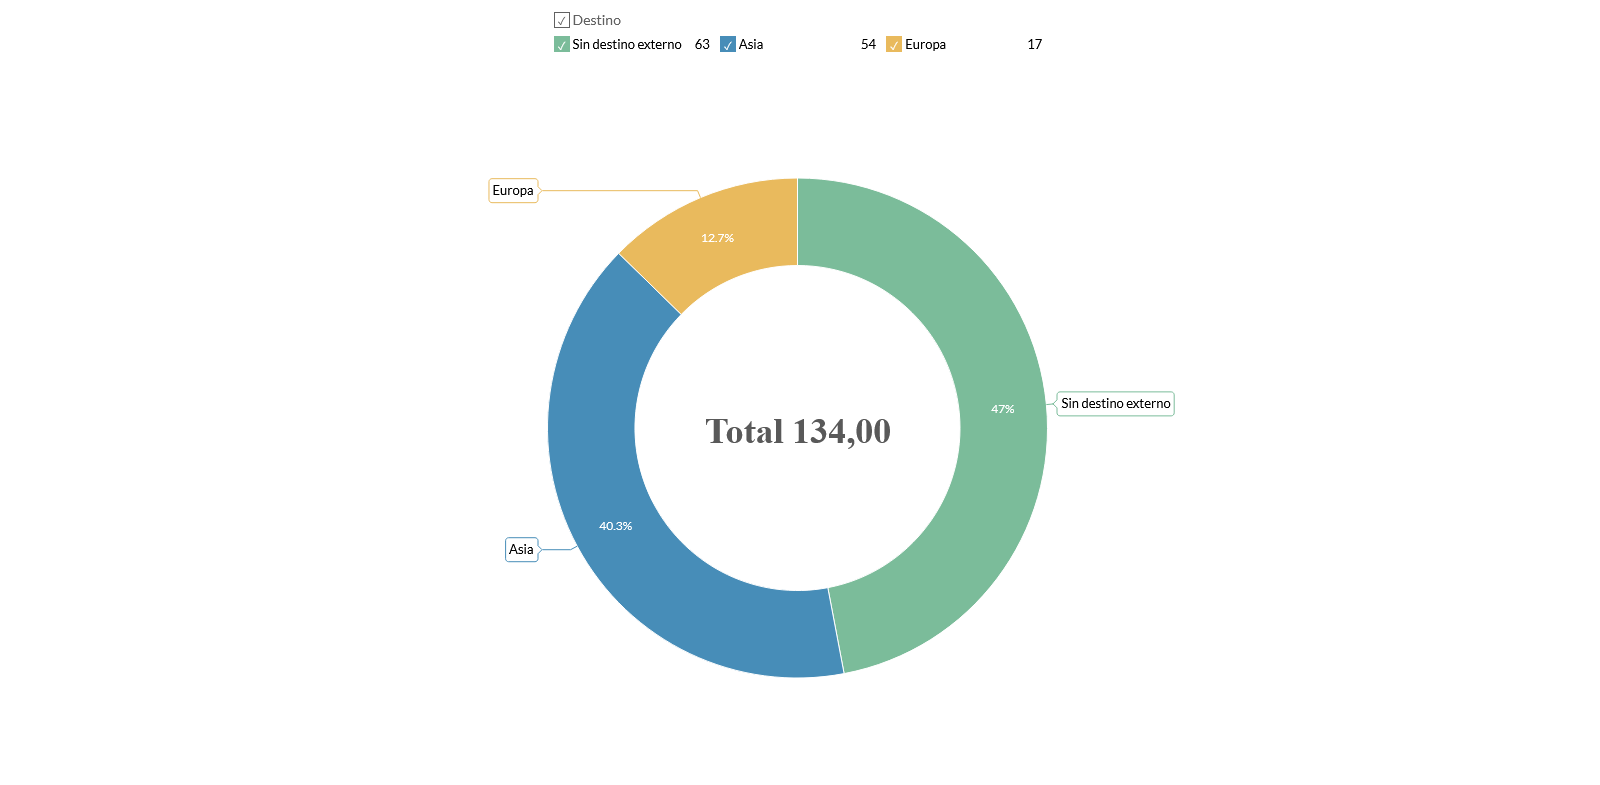 Destino
Sin destino externo 63 Asia 54 Europa 17
Europa
12.7%
Sin destino externo
47%
Total 134,00
40.3%
Asia